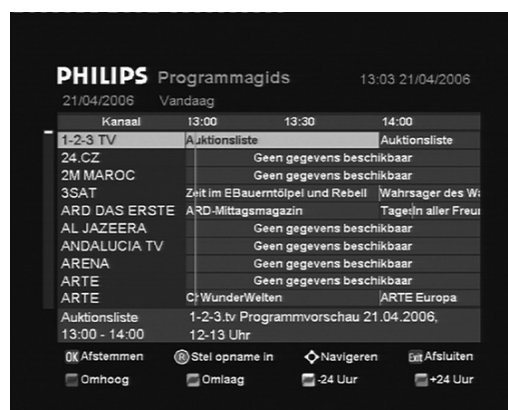 PHILIPS Programmagids 13:03 21/04/2006
21/04/2006 Vandaag
Kanaal 13:00 13:30 14:00
1-2-3 TV Auktionsliste Auktionsliste
24.CZ Geen gegevens beschikbaar
2M MAROC Geen gegevens beschikbaar
3SAT Zeit im EBauerntölpel und Rebell Wahrsager des Wa
ARD DAS ERSTE ARD-Mittagsmagazin Tages in aller Freun
AL JAZEERA Geen gegevens beschikbaar
ANDALUCIA TV Geen gegevens beschikbaar
ARENA Geen gegevens beschikbaar
ARTE Geen gegevens beschikbaar
ARTE WunderWelten ARTE Europa
Auktionsliste 1-2-3.tv Programmvorschau 21.04.2006,
13:00 - 14:00 12-13 Uhr
OK Afstemmen R Stel opname in Navigeren Exit Afsluiten
Omhoog Omlaag -24 Uur +24 Uur